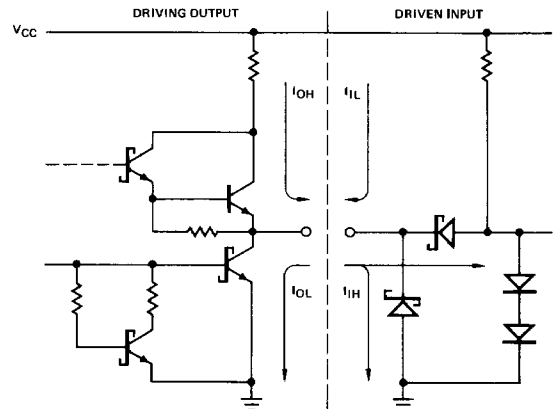 DRIVING OUTPUT
DRIVEN INPUT
VCC
IOH
IIL
IOL
IIH